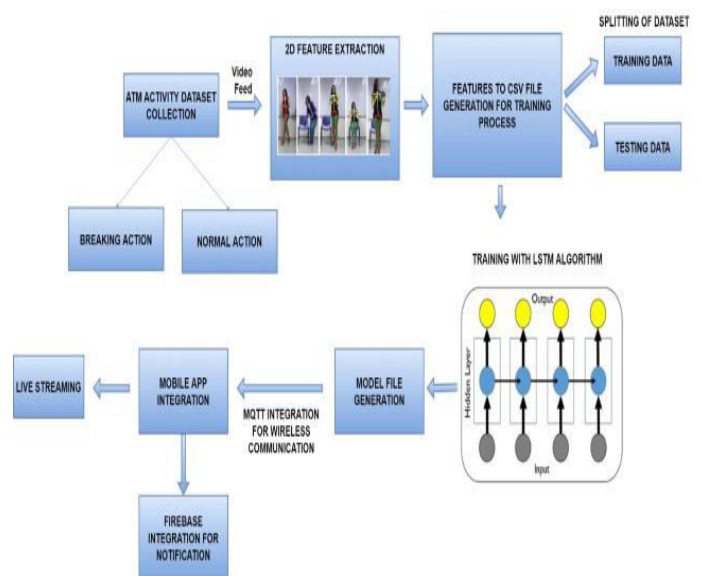 SPLITTING OF DATASET
2D FEATURE EXTRACTION
TRAINING DATA
Video
Feed
ATM ACTIVITY DATASET
COLLECTION
FEATURES TO CSV FILE
GENERATION FOR TRAINING
PROCESS
TESTING DATA
BREAKING ACTION
NORMAL ACTION
TRAINING WITH LSTM ALGORITHM
Output
Hidden Layer
Input
MODEL FILE
GENERATION
MQTT INTEGRATION
FOR WIRELESS
COMMUNICATION
MOBILE APP
INTEGRATION
LIVE STREAMING
FIREBASE
INTEGRATION FOR
NOTIFICATION